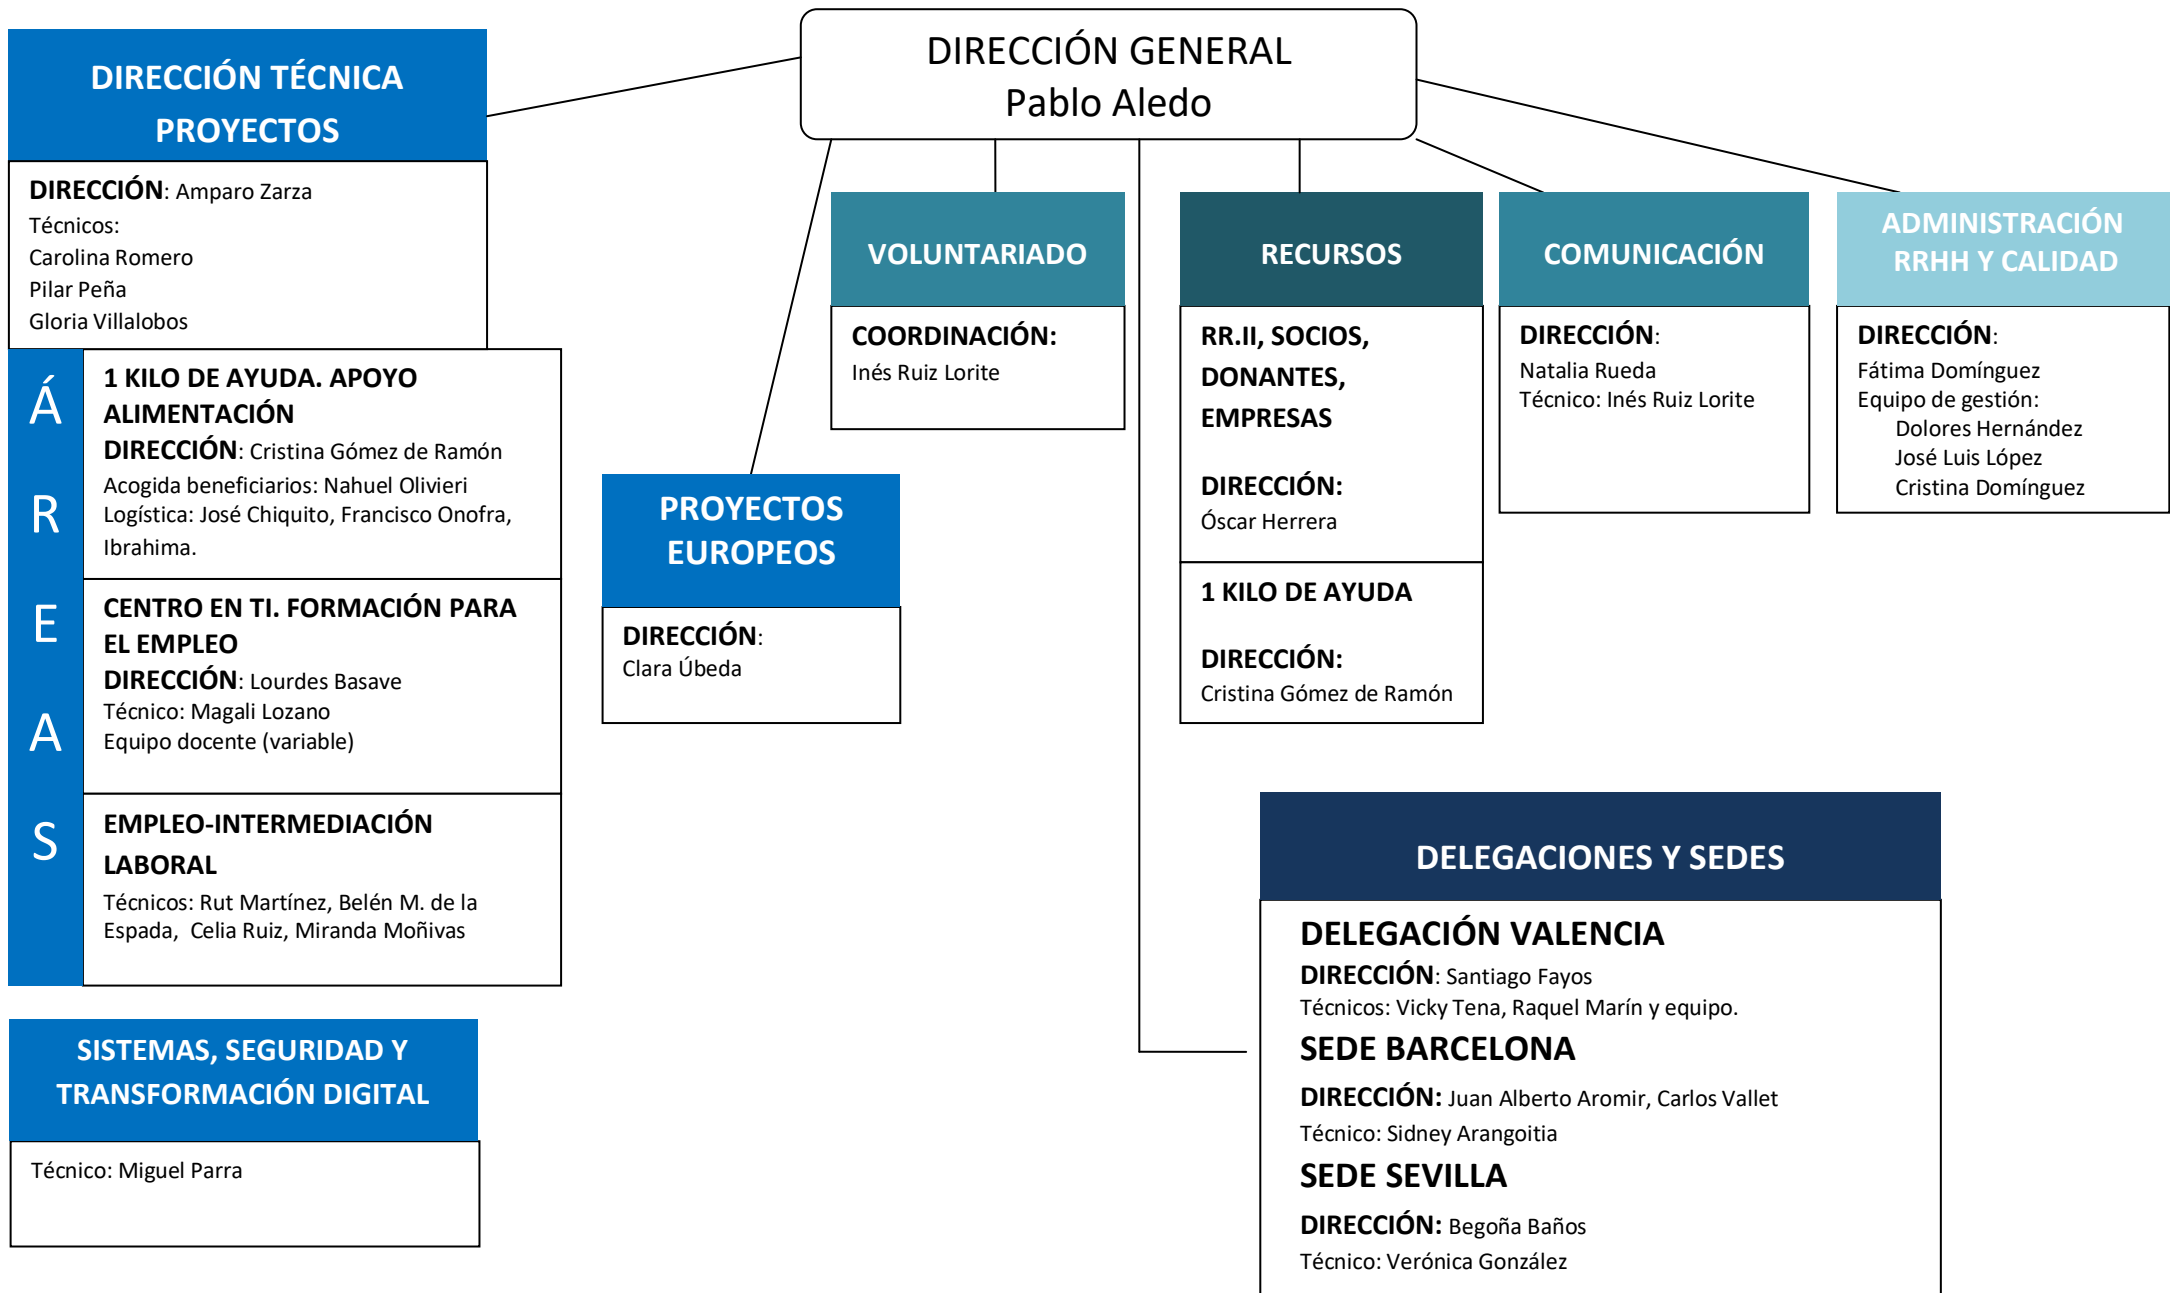 DIRECCIÓN GENERAL
Pablo Aledo
DIRECCIÓN TÉCNICA
PROYECTOS
DIRECCIÓN: Amparo Zarza
Técnicos:
Carolina Romero
Pilar Peña
Gloria Villalobos
ÁREAS
1 KILO DE AYUDA. APOYO
ALIMENTACIÓN
DIRECCIÓN: Cristina Gómez de Ramón
Acogida beneficiarios: Nahuel Olivieri
Logística: José Chiquito, Francisco Onofra,
Ibrahima.
CENTRO EN TI. FORMACIÓN PARA
EL EMPLEO
DIRECCIÓN: Lourdes Basave
Técnico: Magali Lozano
Equipo docente (variable)
EMPLEO-INTERMEDIACIÓN
LABORAL
Técnicos: Rut Martínez, Belén M. de la
Espada, Celia Ruiz, Miranda Moñivas
SISTEMAS, SEGURIDAD Y
TRANSFORMACIÓN DIGITAL
Técnico: Miguel Parra
PROYECTOS
EUROPEOS
DIRECCIÓN:
Clara Úbeda
VOLUNTARIADO
COORDINACIÓN:
Inés Ruiz Lorite
RECURSOS
RR.II, SOCIOS,
DONANTES,
EMPRESAS
DIRECCIÓN:
Óscar Herrera
1 KILO DE AYUDA
DIRECCIÓN:
Cristina Gómez de Ramón
COMUNICACIÓN
DIRECCIÓN:
Natalia Rueda
Técnico: Inés Ruiz Lorite
ADMINISTRACIÓN
RRHH Y CALIDAD
DIRECCIÓN:
Fátima Domínguez
Equipo de gestión:
Dolores Hernández
José Luis López
Cristina Domínguez
DELEGACIONES Y SEDES
DELEGACIÓN VALENCIA
DIRECCIÓN: Santiago Fayos
Técnicos: Vicky Tena, Raquel Marín y equipo.
SEDE BARCELONA
DIRECCIÓN: Juan Alberto Aromir, Carlos Vallet
Técnico: Sidney Arangoitia
SEDE SEVILLA
DIRECCIÓN: Begoña Baños
Técnico: Verónica González